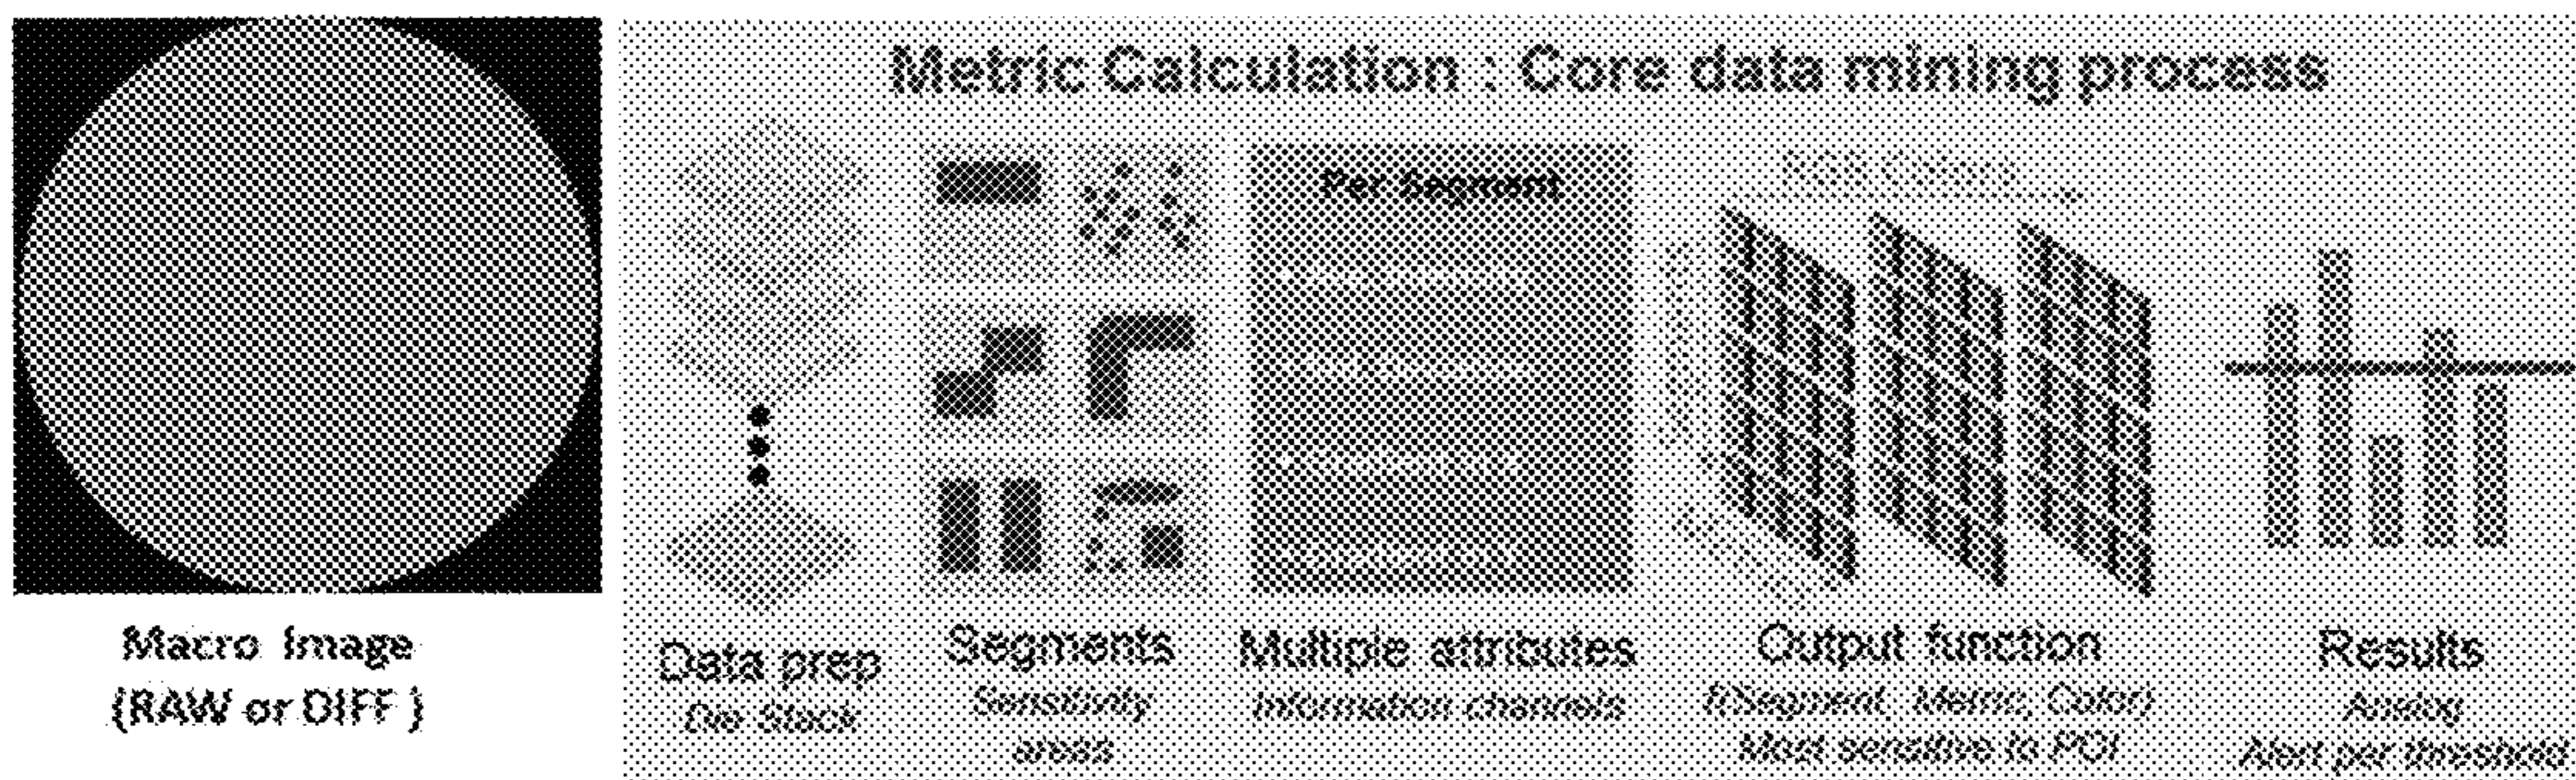 Metric Calculation : Core data mining process
Per Segment
RGB Colors
Macro Image
(RAW or DIFF )
Data prep
Die Stack
Segments
Sensitivity
areas
Multiple attributes
Information channels
Output function
f(Segment, Metric, Color)
Most sensitive to POI
Results
Analog
Alert per threshold